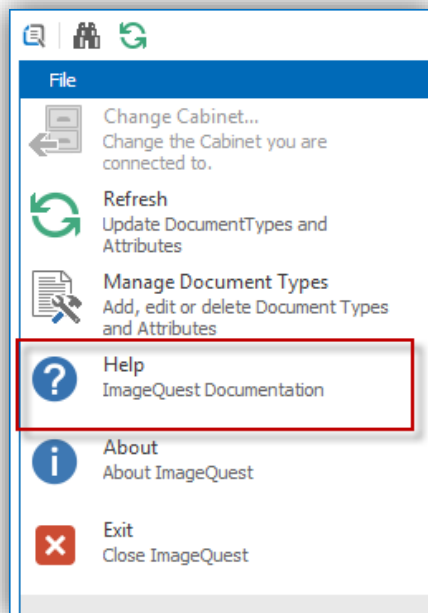 File
Change Cabinet...
Change the Cabinet you are
connected to.
Refresh
Update DocumentTypes and
Attributes
Manage Document Types
Add, edit or delete Document Types
and Attributes
Help
ImageQuest Documentation
About
About ImageQuest
Exit
Close ImageQuest